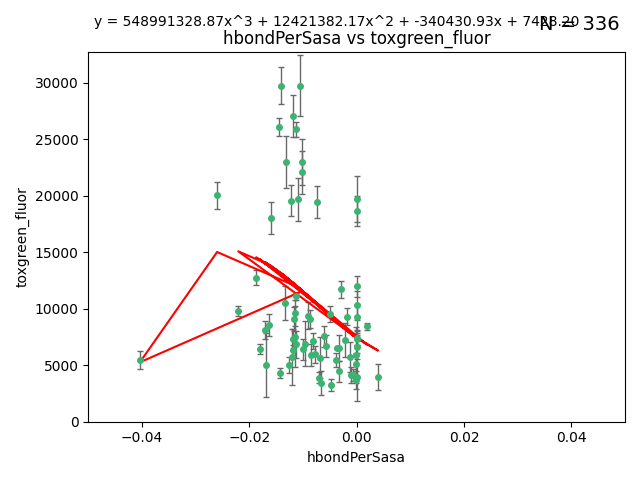 y = 548991328.87x^3 + 12421382.17x^2 + -340430.93x + 7428.20
N = 336
hbondPerSasa vs toxgreen_fluor
30000
25000
20000
15000
10000
5000
0
toxgreen_fluor
−0.04
−0.02
0.00
0.02
0.04
hbondPerSasa